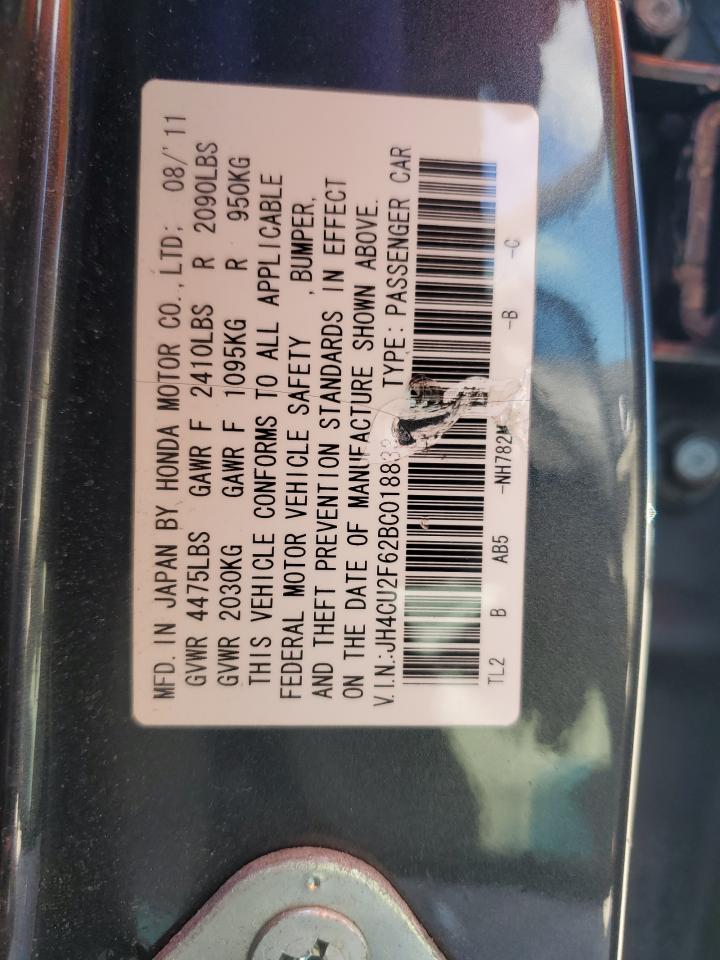 MFD. IN JAPAN BY HONDA MOTOR CO.,LTD; 08/'11
GVWR 4475LBS GAWR F 2410LBS R 2090LBS
GVWR 2030KG GAWR F 1095KG R 950KG
THIS VEHICLE CONFORMS TO ALL APPLICABLE
FEDERAL MOTOR VEHICLE SAFETY , BUMPER,
AND THEFT PREVENTION STANDARDS IN EFFECT
ON THE DATE OF MANUFACTURE SHOWN ABOVE.
V.I.N.: TYPE: PASSENGER CAR
TL2 B AB5 -B -C